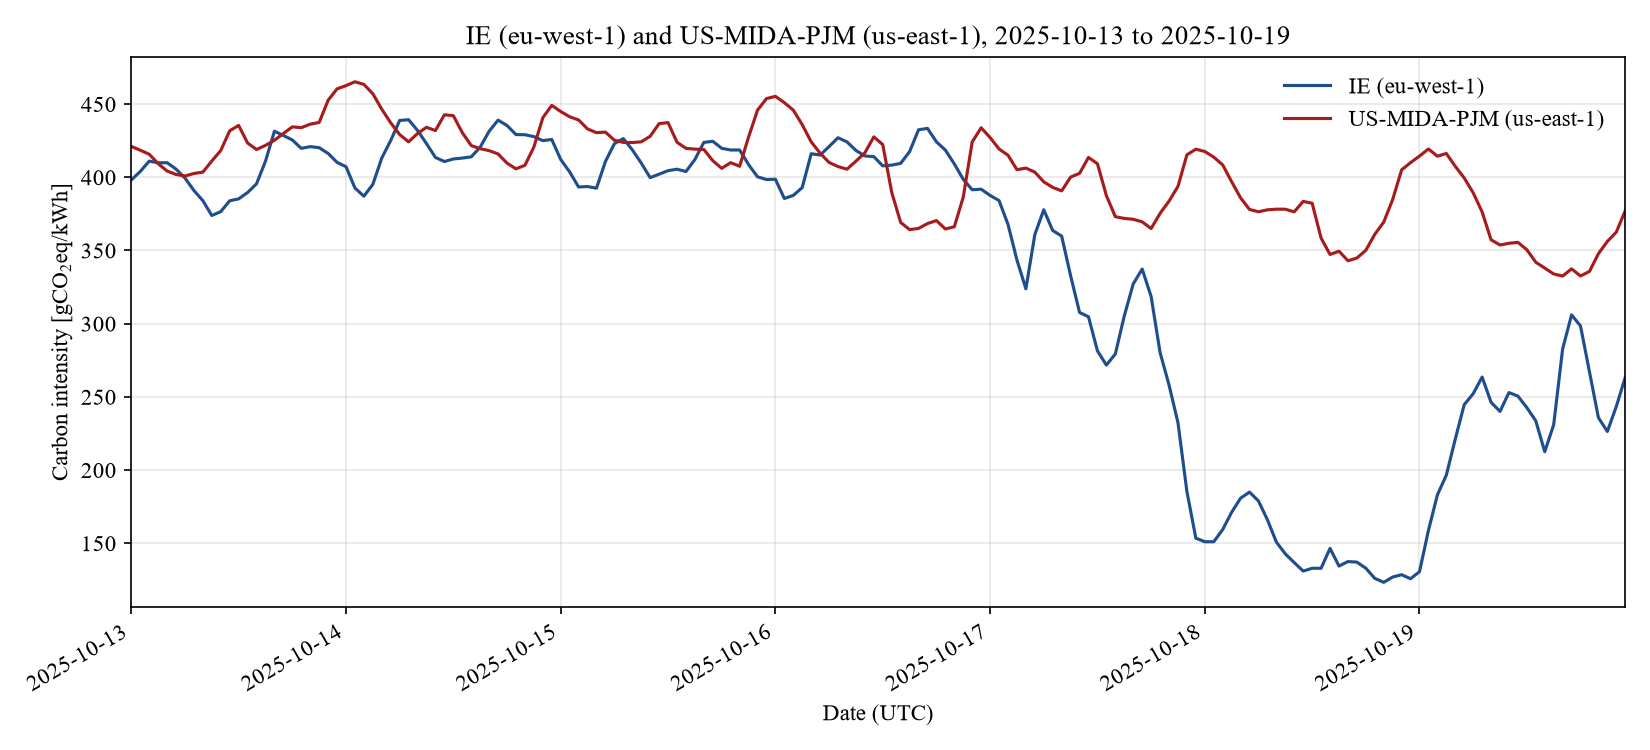 IE (eu-west-1) and US-MIDA-PJM (us-east-1), 2025-10-13 to 2025-10-19
IE (eu-west-1)
US-MIDA-PJM (us-east-1)
Carbon intensity [gCO₂eq/kWh]
450
400
350
300
250
200
150
2025-10-13
2025-10-14
2025-10-15
2025-10-16
2025-10-17
2025-10-18
2025-10-19
Date (UTC)